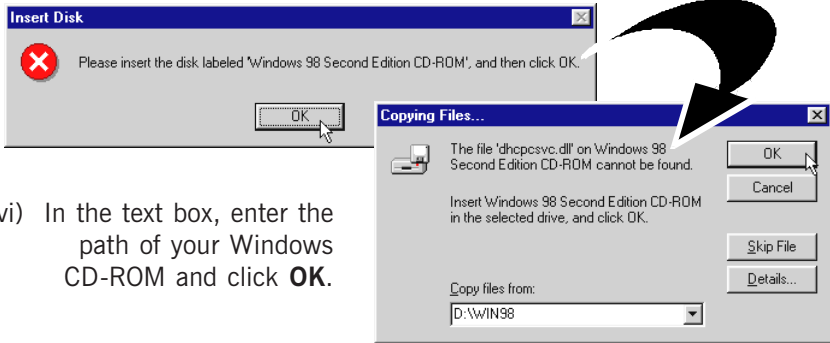 Insert Disk
Please insert the disk labeled 'Windows 98 Second Edition CD-ROM', and then click OK.
OK
Copying Files...
The file 'dhcpcsvc.dll' on Windows 98
Second Edition CD-ROM cannot be found.
Insert Windows 98 Second Edition CD-ROM
in the selected drive, and click OK.
Copy files from:
D:\WIN98
OK
Cancel
Skip File
Details...
vi) In the text box, enter the
path of your Windows
CD-ROM and click OK.